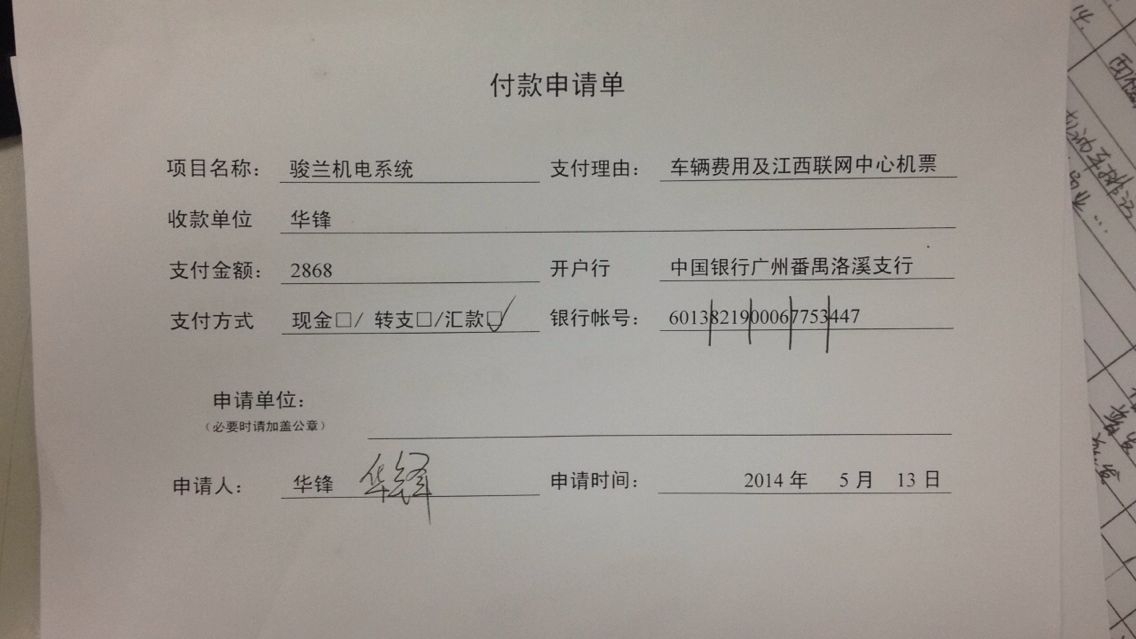 付款申请单
项目名称： 骏兰机电系统 支付理由： 车辆费用及江西联网中心机票
收款单位 华锋
支付金额： 2868 开户行 中国银行广州番禺洛溪支行
支付方式 现金□/ 转支□/汇款□ 银行帐号： 6013821900067753447
申请单位：
（必要时请加盖公章）
申请人： 华锋 华锋 申请时间： 2014 年 5 月 13 日
14.